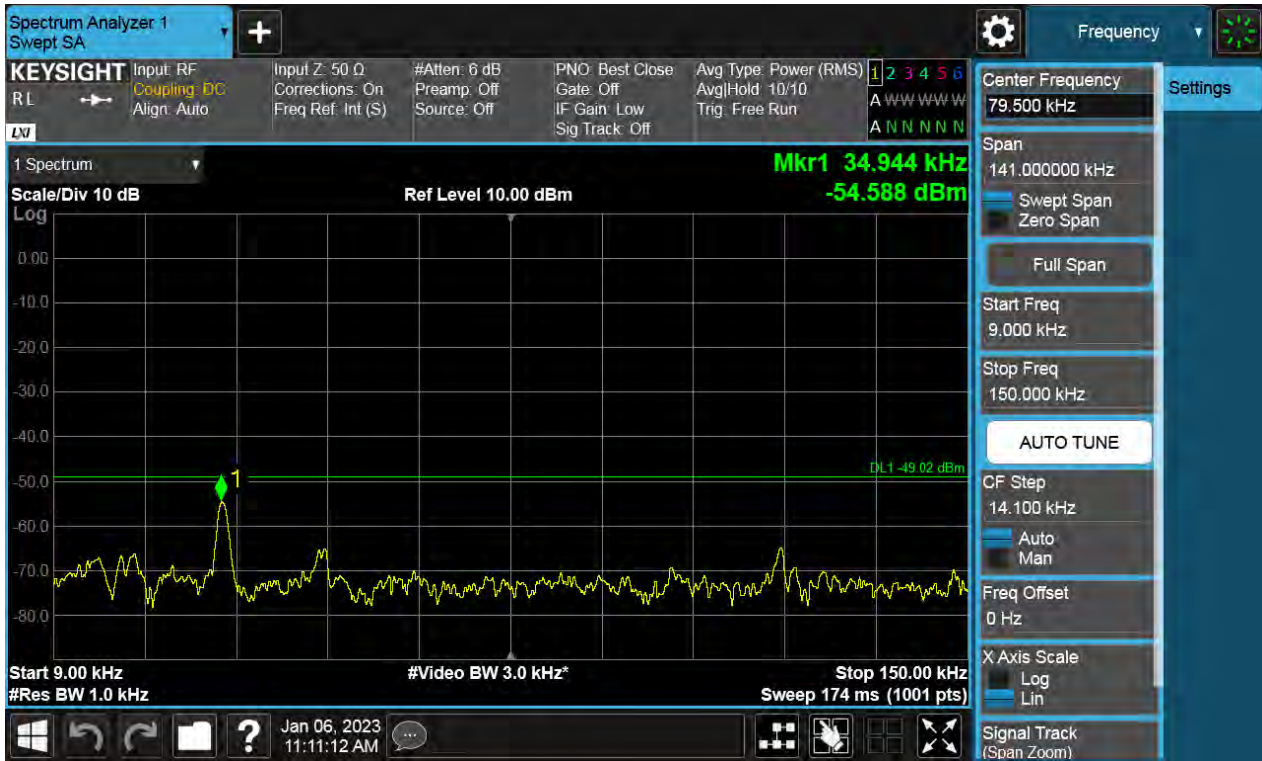 Spectrum Analyzer 1
Swept SA
+
Frequency
KEYSIGHT
RL
LXI
Input: RF
Coupling: DC
Align: Auto
Input Z: 50 Ω
Corrections: On
Freq Ref: Int (S)
#Atten: 6 dB
Preamp: Off
Source: Off
PNO: Best Close
Gate: Off
IF Gain: Low
Sig Track: Off
Avg Type: Power (RMS)
Avg|Hold: 10/10
Trig: Free Run
1 2 3 4 5 6
A W W W W W
A N N N N N
1 Spectrum
Scale/Div 10 dB
Ref Level 10.00 dBm
Mkr1 34.944 kHz
-54.588 dBm
Log
0.00
-10.0
-20.0
-30.0
-40.0
-50.0
-60.0
-70.0
-80.0
1
DL1 -49.02 dBm
Start 9.00 kHz
#Video BW 3.0 kHz*
Stop 150.00 kHz
#Res BW 1.0 kHz
Sweep 174 ms (1001 pts)
Center Frequency
79.500 kHz
Settings
Span
141.000000 kHz
Swept Span
Zero Span
Full Span
Start Freq
9.000 kHz
Stop Freq
150.000 kHz
AUTO TUNE
CF Step
14.100 kHz
Auto
Man
Freq Offset
0 Hz
X Axis Scale
Log
Lin
Signal Track
(Span Zoom)
?
Jan 06, 2023
11:11:12 AM